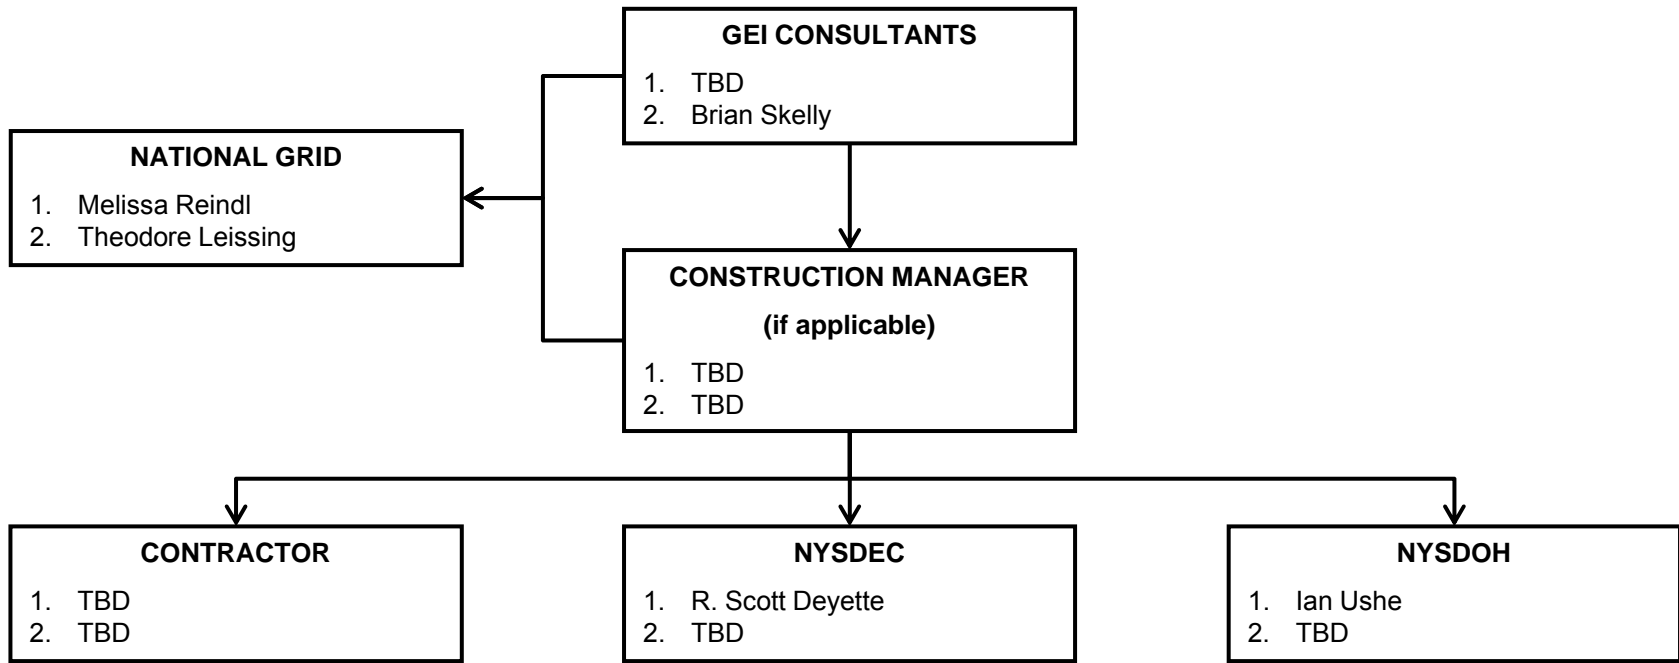 GEI CONSULTANTS
1. TBD
2. Brian Skelly
NATIONAL GRID
1. Melissa Reindl
2. Theodore Leissing
CONSTRUCTION MANAGER
(if applicable)
1. TBD
2. TBD
CONTRACTOR
1. TBD
2. TBD
NYSDEC
1. R. Scott Deyette
2. TBD
NYSDOH
1. Ian Ushe
2. TBD